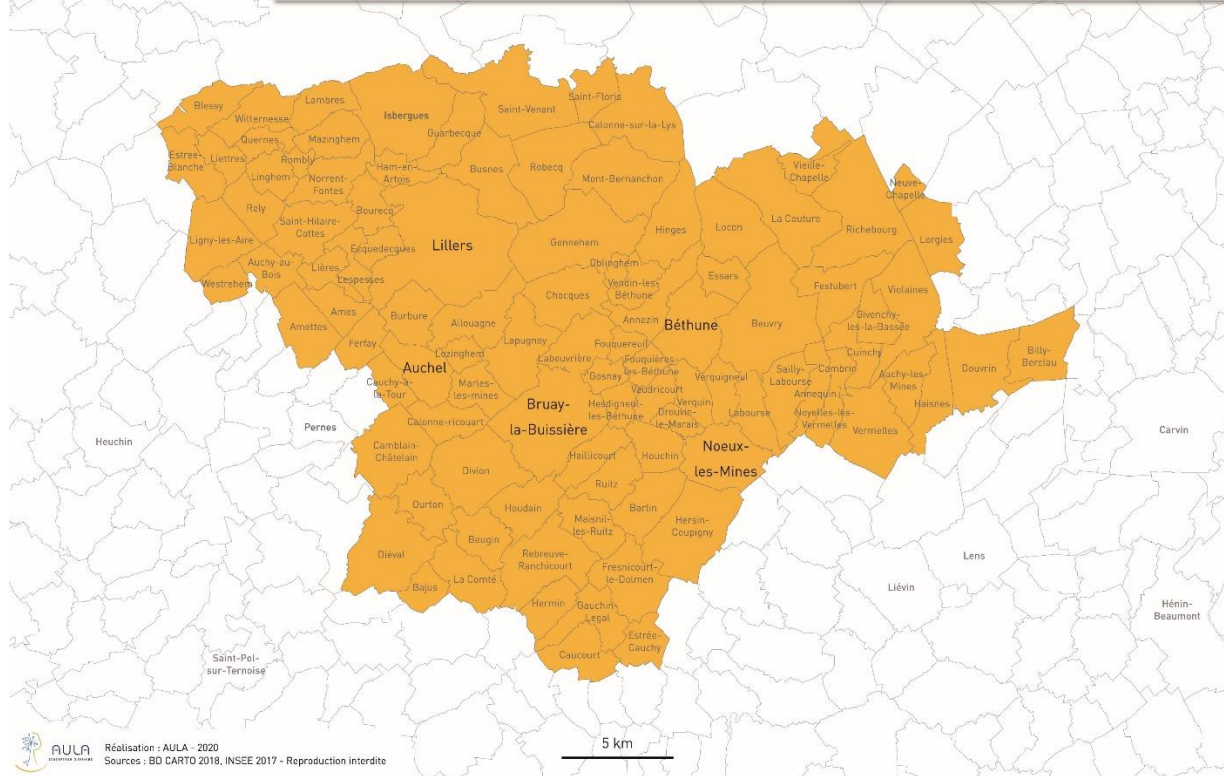 Blessy
Lambres
Witternesse
Isbergues
Saint-Venant
Saint-Floris
Guarbecque
Calonne-sur-la-Lys
Quernes
Mazinghem
Estrée-
Blanche
Liettres
Rombly
Linghem
Norrent-
Fontes
Ham-en-
Artois
Busnes
Robecq
Mont-Bernanchon
Vieille-
Chapelle
Neuve-
Chapelle
Rely
Saint-Hilaire-
Cottes
Bourecq
La Couture
Hinges
Locon
Richebourg
Lorgies
Ligny-les-Aire
Ecquedecques
Lillers
Gonnehem
Auchy-au-
Bois
Lières
Lespesses
Westrehem
Oblinghem
Vendin-les-
Béthune
Essars
Festubert
Violaines
Chocques
Ames
Amettes
Burbure
Allouagne
Annezin
Béthune
Beuvry
Givenchy-
les-la-Bassée
Ferfay
Lapugnoy
Fouquereuil
Cuinchy
Billy-
Berclau
Auchel
Lozinghem
Labeuvrière
Fouquières-
les-Béthune
Gosnay
Verquigneul
Sailly-
Labourse
Cambrin
Auchy-les-
Mines
Douvrin
Cauchy-à-
la-Tour
Marles-
les-mines
Vaudricourt
Annequin
Haisnes
Bruay-
la-Buissière
Hesdigneul-
les-Béthune
Verquin
Drouvin-
le-Marais
Labourse
Noyelles-les-
Vermelles
Vermelles
Calonne-ricouart
Heuchin
Pernes
Carvin
Camblain-
Châtelain
Divion
Haillicourt
Houchin
Noeux-
les-Mines
Ruitz
Ourton
Houdain
Barlin
Maisnil-
les-Ruitz
Hersin-
Coupigny
Beugin
Diéval
Rebreuve-
Ranchicourt
Lens
Bajus
La Comté
Fresnicourt-
le-Dolmen
Liévin
Hermin
Gauchin-
Legal
Hénin-
Beaumont
Estrée-
Cauchy
Caucourt
Saint-Pol-
sur-Ternoise
5 km
AULA
Réalisation : AULA - 2020
Sources : BD CARTO 2018, INSEE 2017 - Reproduction interdite